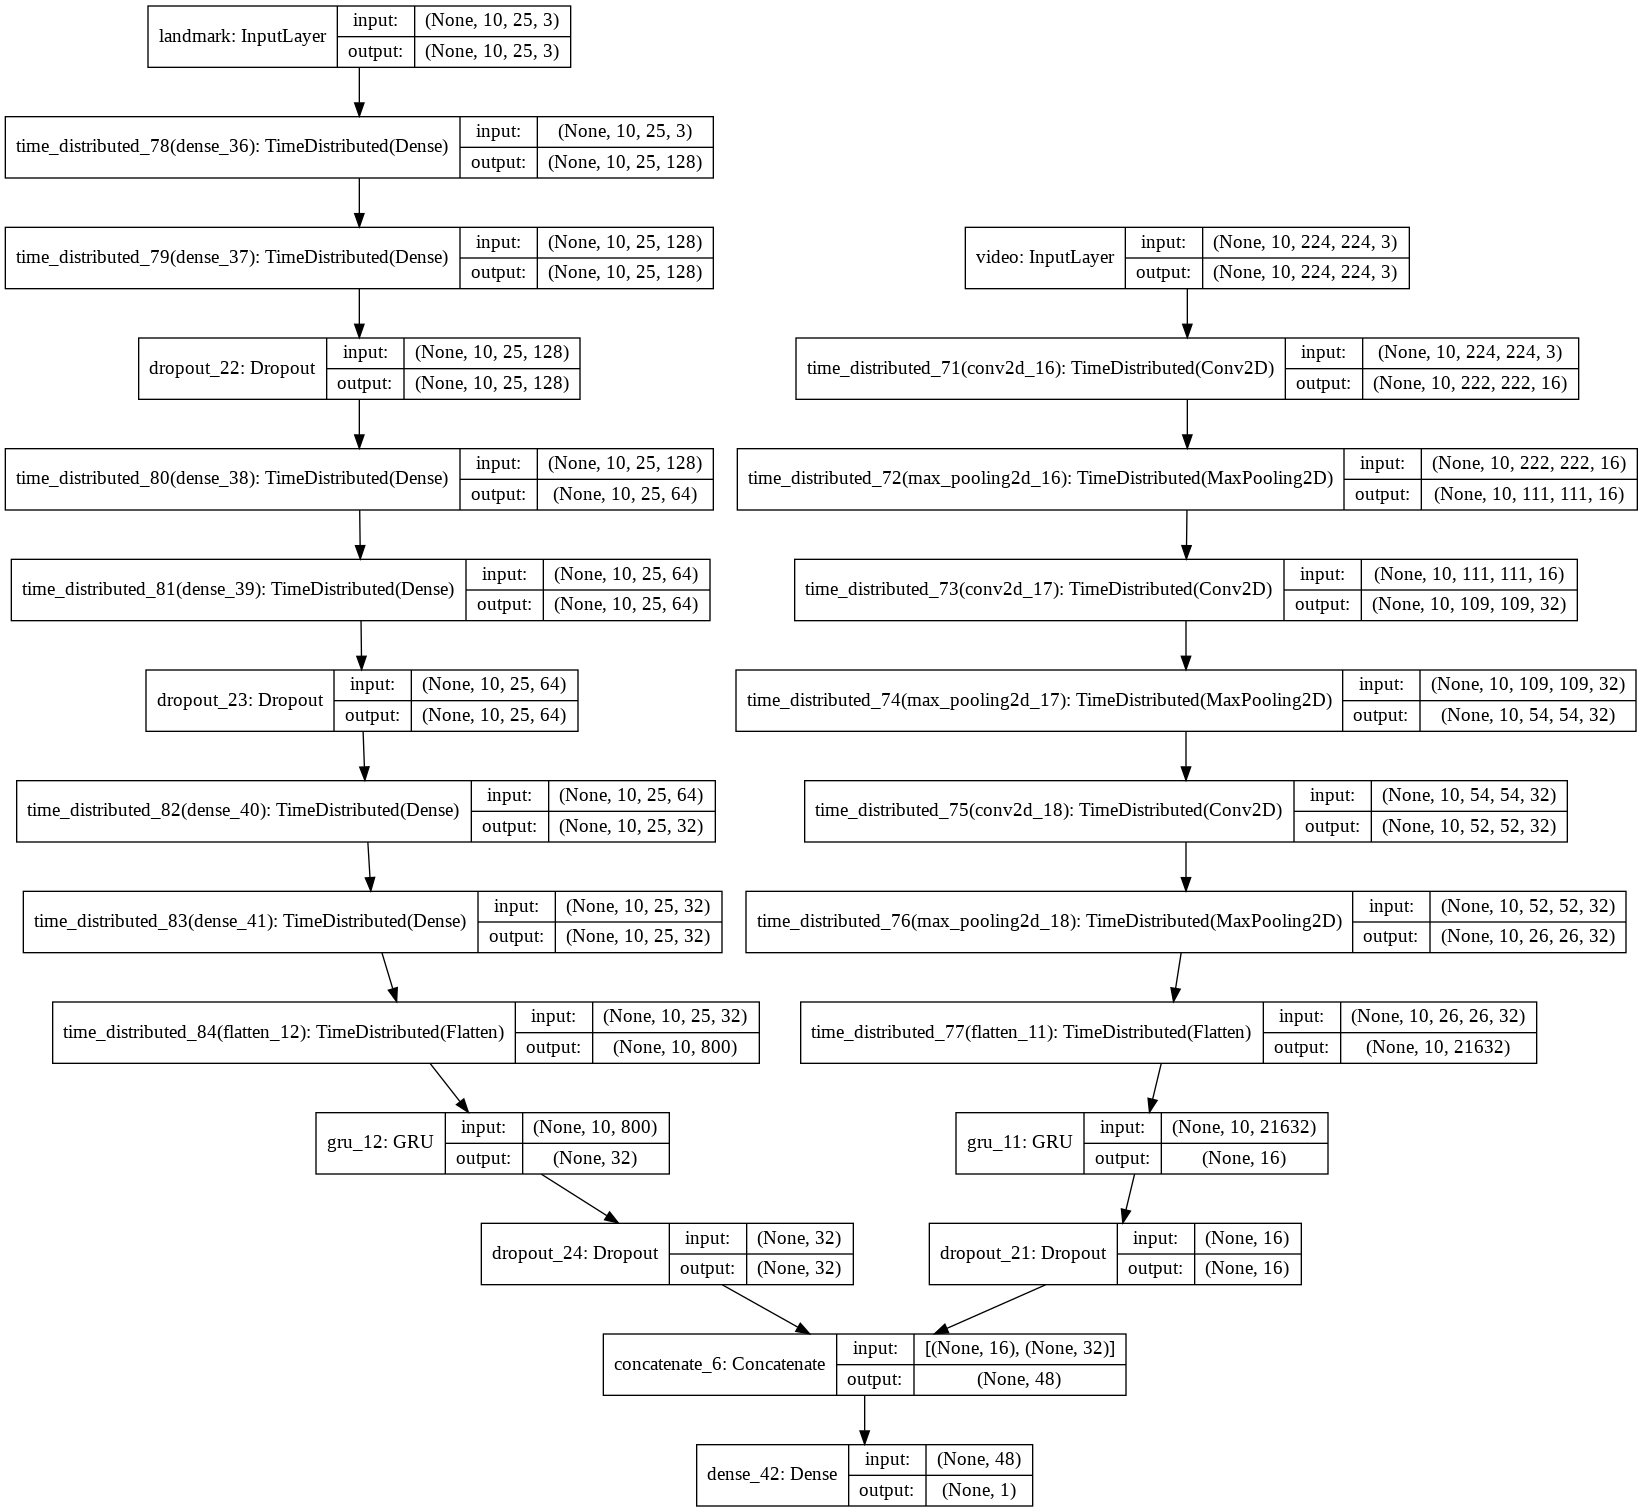 landmark: InputLayer
input: (None, 10, 25, 3)
output: (None, 10, 25, 3)
time_distributed_78(dense_36): TimeDistributed(Dense)
input: (None, 10, 25, 3)
output: (None, 10, 25, 128)
time_distributed_79(dense_37): TimeDistributed(Dense)
input: (None, 10, 25, 128)
output: (None, 10, 25, 128)
dropout_22: Dropout
input: (None, 10, 25, 128)
output: (None, 10, 25, 128)
time_distributed_80(dense_38): TimeDistributed(Dense)
input: (None, 10, 25, 128)
output: (None, 10, 25, 64)
time_distributed_81(dense_39): TimeDistributed(Dense)
input: (None, 10, 25, 64)
output: (None, 10, 25, 64)
dropout_23: Dropout
input: (None, 10, 25, 64)
output: (None, 10, 25, 64)
time_distributed_82(dense_40): TimeDistributed(Dense)
input: (None, 10, 25, 64)
output: (None, 10, 25, 32)
time_distributed_83(dense_41): TimeDistributed(Dense)
input: (None, 10, 25, 32)
output: (None, 10, 25, 32)
time_distributed_84(flatten_12): TimeDistributed(Flatten)
input: (None, 10, 25, 32)
output: (None, 10, 800)
gru_12: GRU
input: (None, 10, 800)
output: (None, 32)
dropout_24: Dropout
input: (None, 32)
output: (None, 32)
video: InputLayer
input: (None, 10, 224, 224, 3)
output: (None, 10, 224, 224, 3)
time_distributed_71(conv2d_16): TimeDistributed(Conv2D)
input: (None, 10, 224, 224, 3)
output: (None, 10, 222, 222, 16)
time_distributed_72(max_pooling2d_16): TimeDistributed(MaxPooling2D)
input: (None, 10, 222, 222, 16)
output: (None, 10, 111, 111, 16)
time_distributed_73(conv2d_17): TimeDistributed(Conv2D)
input: (None, 10, 111, 111, 16)
output: (None, 10, 109, 109, 32)
time_distributed_74(max_pooling2d_17): TimeDistributed(MaxPooling2D)
input: (None, 10, 109, 109, 32)
output: (None, 10, 54, 54, 32)
time_distributed_75(conv2d_18): TimeDistributed(Conv2D)
input: (None, 10, 54, 54, 32)
output: (None, 10, 52, 52, 32)
time_distributed_76(max_pooling2d_18): TimeDistributed(MaxPooling2D)
input: (None, 10, 52, 52, 32)
output: (None, 10, 26, 26, 32)
time_distributed_77(flatten_11): TimeDistributed(Flatten)
input: (None, 10, 26, 26, 32)
output: (None, 10, 21632)
gru_11: GRU
input: (None, 10, 21632)
output: (None, 16)
dropout_21: Dropout
input: (None, 16)
output: (None, 16)
concatenate_6: Concatenate
input: [(None, 16), (None, 32)]
output: (None, 48)
dense_42: Dense
input: (None, 48)
output: (None, 1)